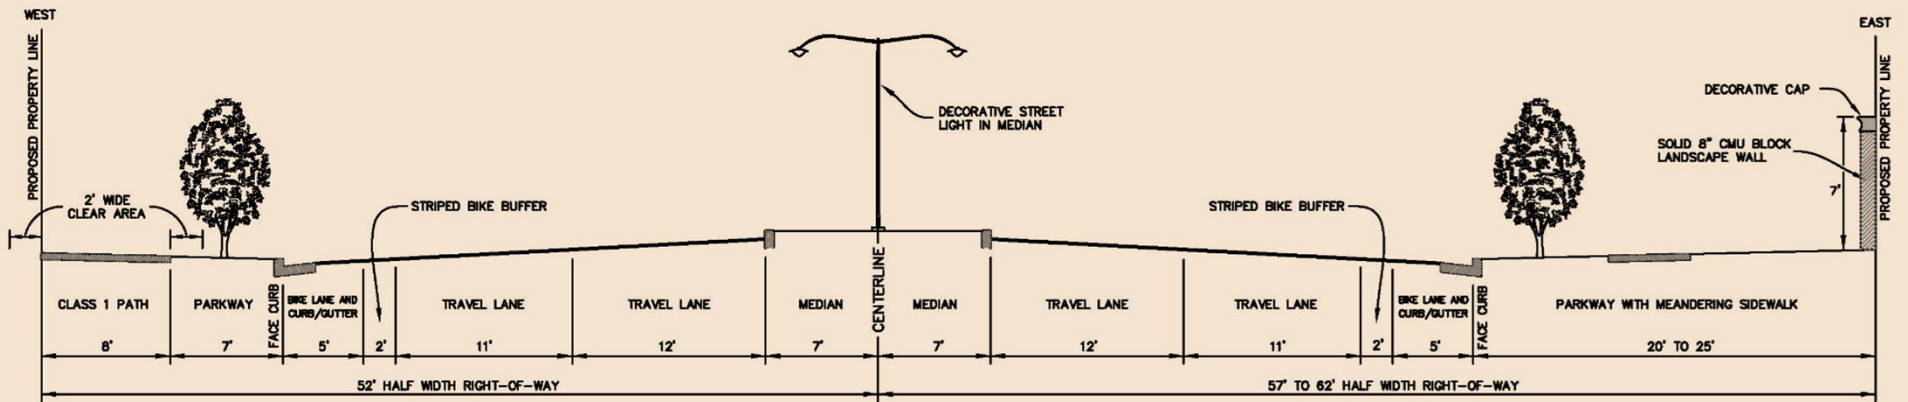 WEST
EAST
PROPOSED PROPERTY LINE
2' WIDE
CLEAR AREA
STRIPED BIKE BUFFER
DECORATIVE STREET
LIGHT IN MEDIAN
STRIPED BIKE BUFFER
DECORATIVE CAP
SOLID 8" CMU BLOCK
LANDSCAPE WALL
7'
PROPOSED PROPERTY LINE
CLASS 1 PATH
PARKWAY
FACE CURB
BIKE LANE AND
CURB/GUTTER
TRAVEL LANE
TRAVEL LANE
MEDIAN
CENTERLINE
MEDIAN
TRAVEL LANE
TRAVEL LANE
BIKE LANE AND
CURB/GUTTER
FACE CURB
PARKWAY WITH MEANDERING SIDEWALK
8'
7'
5'
2'
11'
12'
7'
7'
12'
11'
2'
5'
20' TO 25'
52' HALF WIDTH RIGHT-OF-WAY
57' TO 62' HALF WIDTH RIGHT-OF-WAY